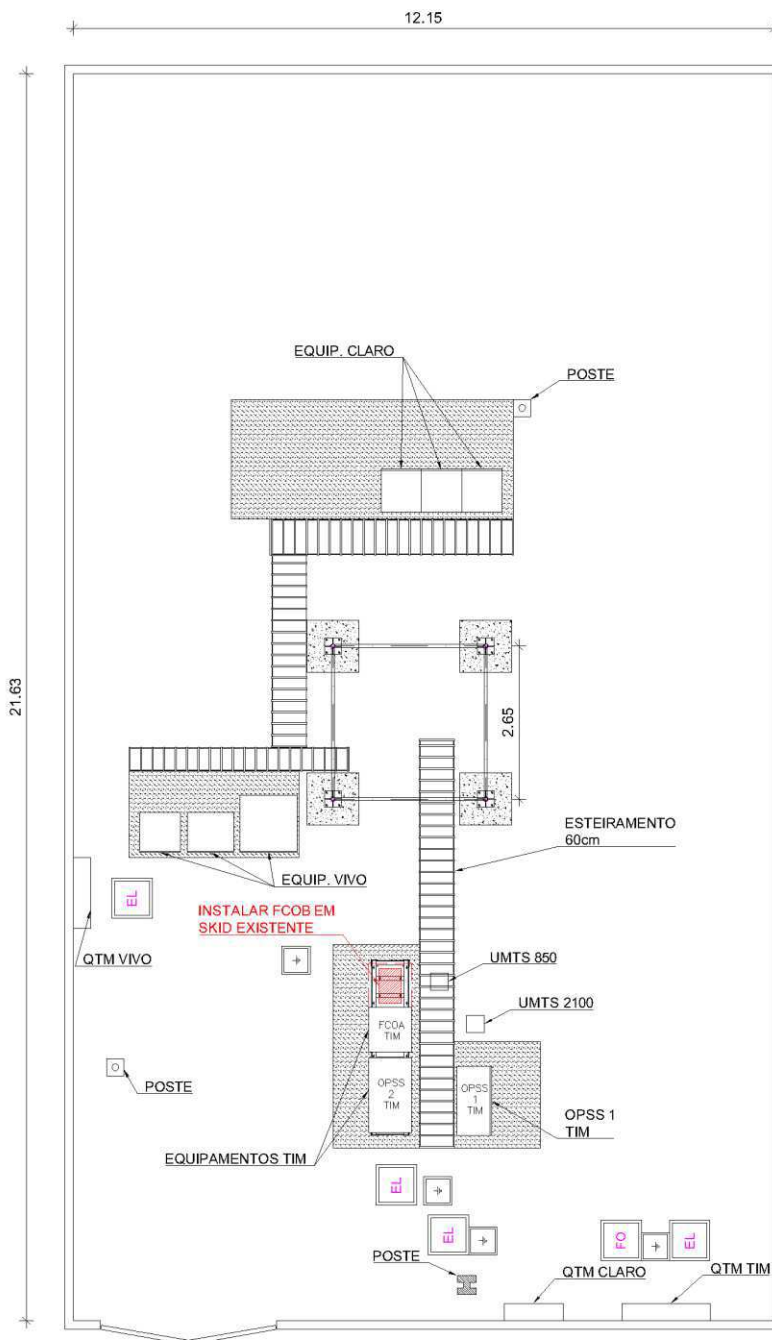 12.15
EQUIP. CLARO
POSTE
21.63
2.65
ESTEIRAMENTO
60cm
EQUIP. VIVO
EL
INSTALAR FCOB EM
SKID EXISTENTE
QTM VIVO
UMTS 850
UMTS 2100
FCOA
TIM
POSTE
OPSS
2
TIM
OPSS
1
TIM
OPSS 1
TIM
EQUIPAMENTOS TIM
EL
EL
FO
EL
POSTE
QTM CLARO
QTM TIM